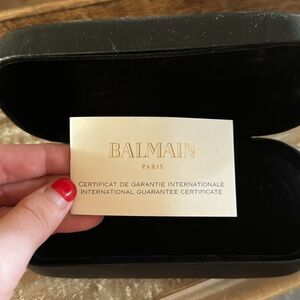 BALMAIN
PARIS
CERTIFICAT DE GARANTIE INTERNATIONALE
INTERNATIONAL GUARANTEE CERTIFICATE